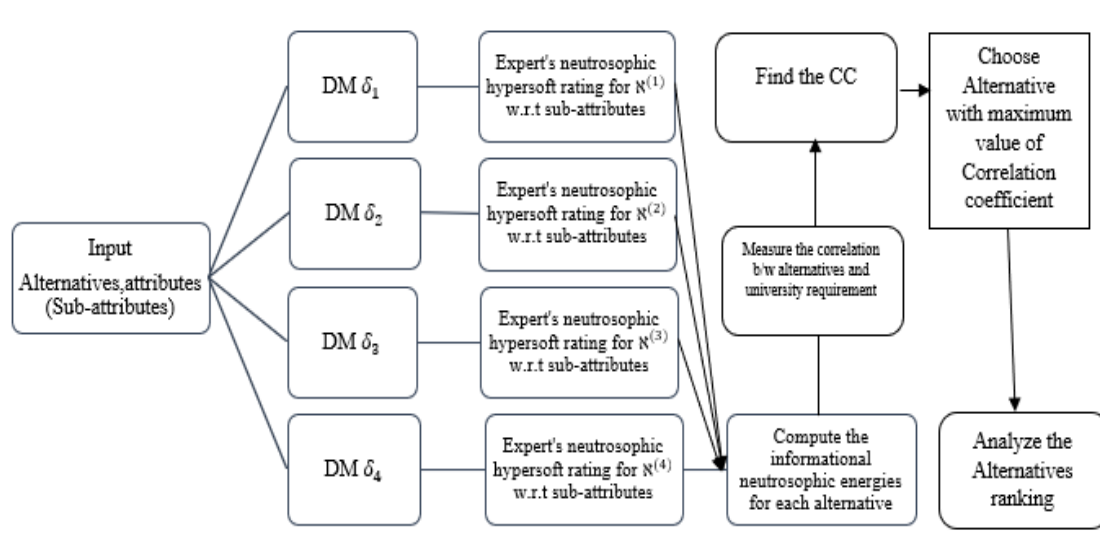 Input
Alternatives,attributes
(Sub-attributes)
DM δ₁
Expert's neutrosophic
hypersoft rating for ℵ⁽¹⁾
w.r.t sub-attributes
DM δ₂
Expert's neutrosophic
hypersoft rating for ℵ⁽²⁾
w.r.t sub-attributes
DM δ₃
Expert's neutrosophic
hypersoft rating for ℵ⁽³⁾
w.r.t sub-attributes
DM δ₄
Expert's neutrosophic
hypersoft rating for ℵ⁽⁴⁾
w.r.t sub-attributes
Compute the
informational
neutrosophic energies
for each alternative
Measure the correlation
b/w alternatives and
university requirement
Find the CC
Choose
Alternative
with maximum
value of
Correlation
coefficient
Analyze the
Alternatives
ranking